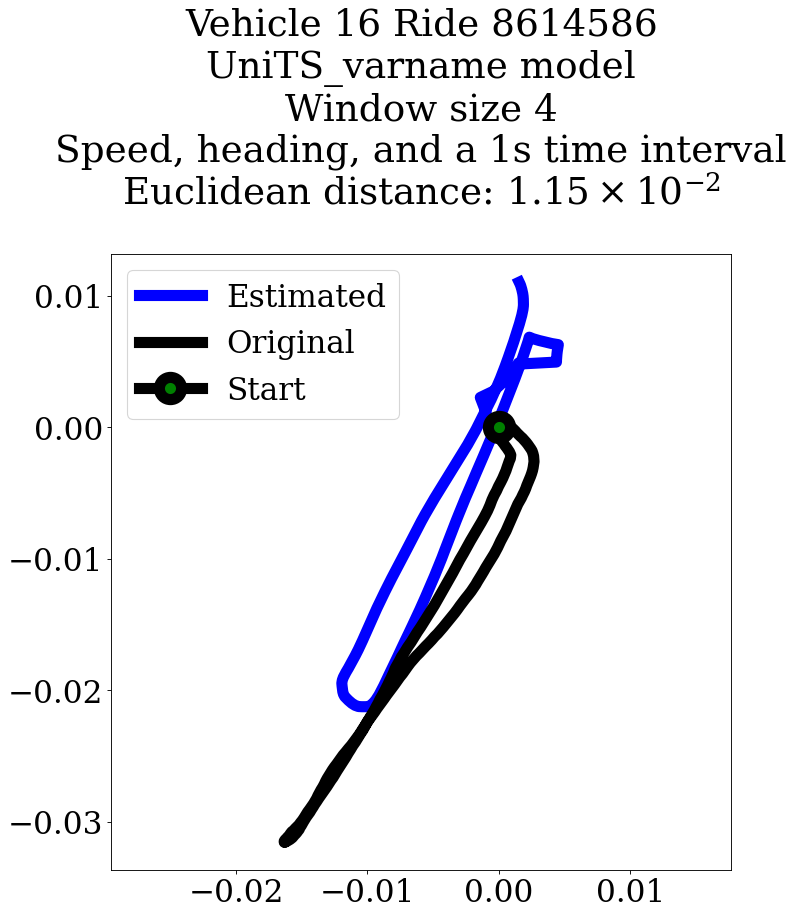 Vehicle 16 Ride 8614586
UniTS_varname model
Window size 4
Speed, heading, and a 1s time interval
Euclidean distance: 1.15 × 10⁻²
Estimated
Original
Start
0.01
0.00
−0.01
−0.02
−0.03
−0.02 −0.01 0.00 0.01